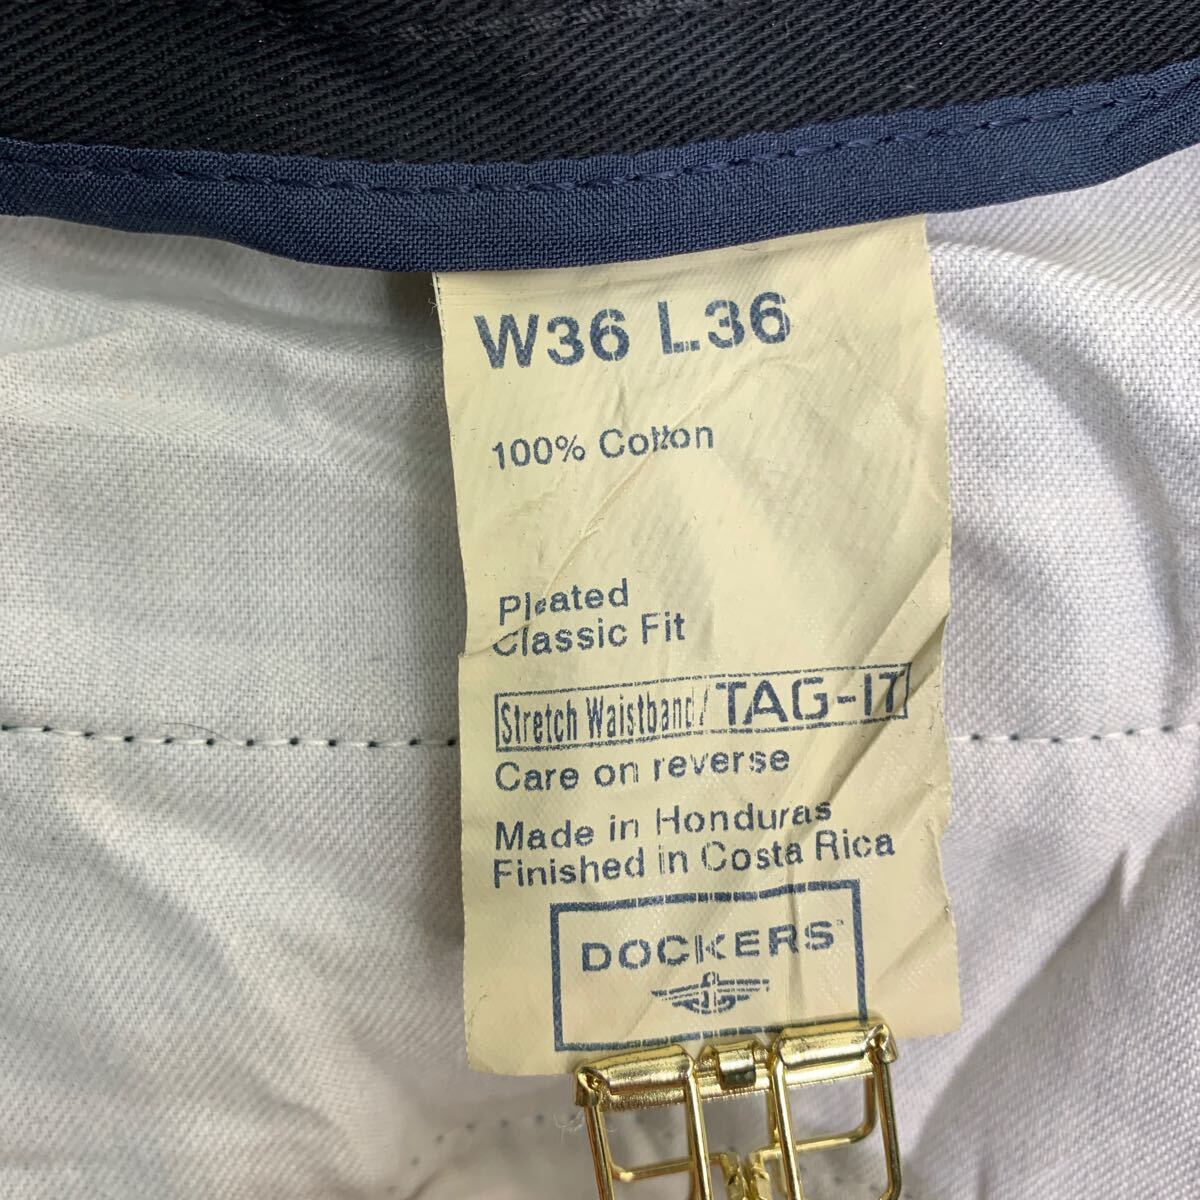 W36 L36
100% Cotton
Pleated
Classic Fit
Stretch Waistband/TAG-IT
Care on reverse
Made in Honduras
Finished in Costa Rica
DOCKERS™